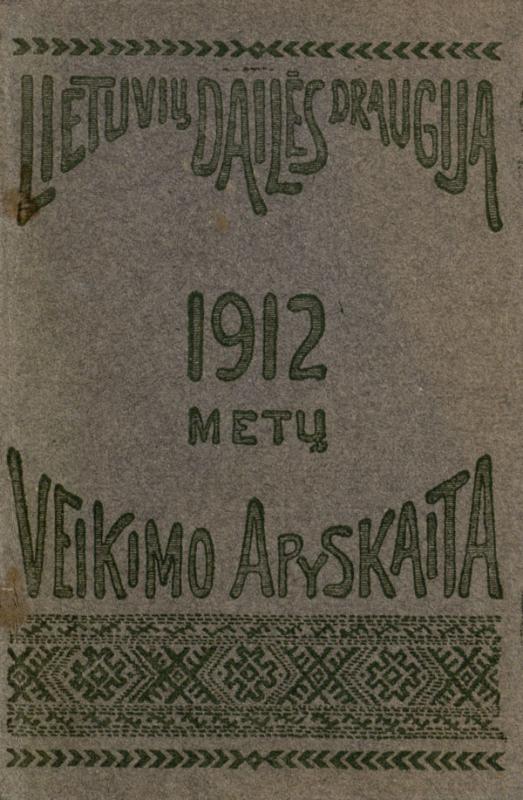 LIETUVIŲ DAILĖS DRAUGIJA
1912
METŲ
VEIKIMO APYSKAITA